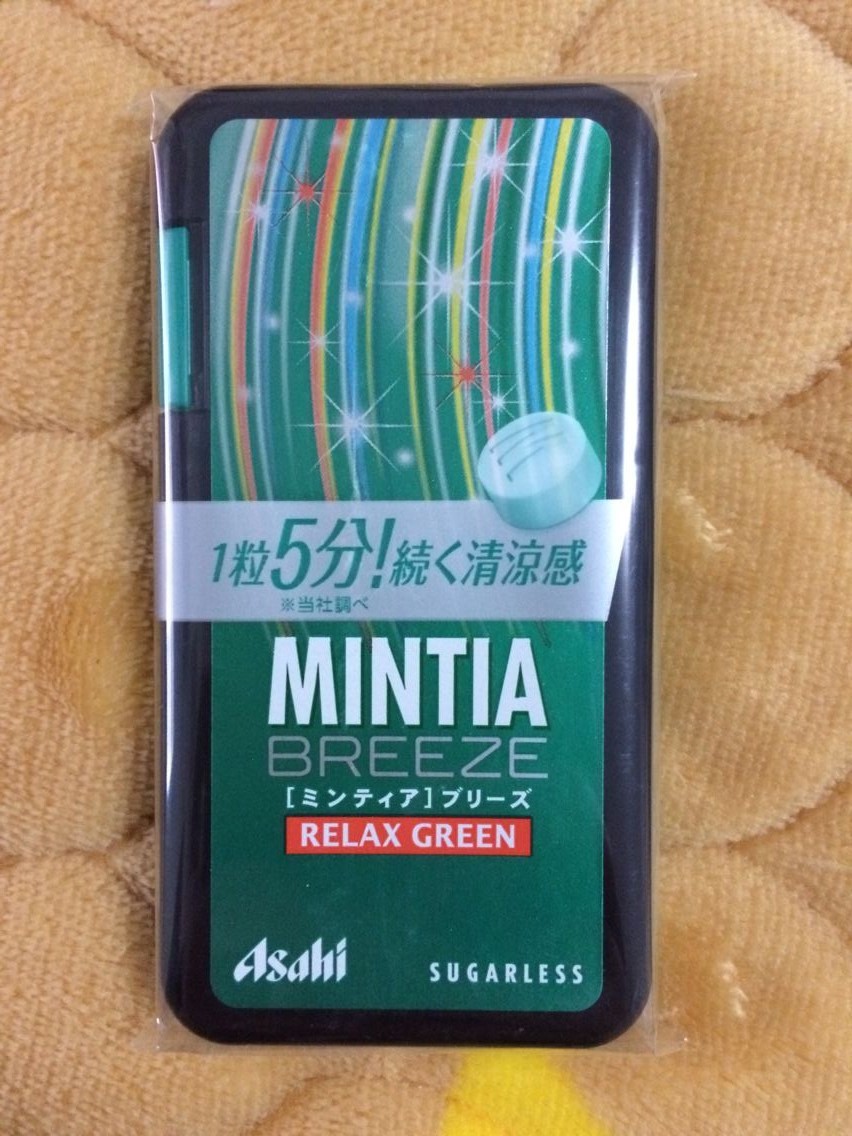 1粒5分!続く清涼感
※当社調べ
MINTIA
BREEZE
[ミンティア]ブリーズ
RELAX GREEN
Asahi
SUGARLESS